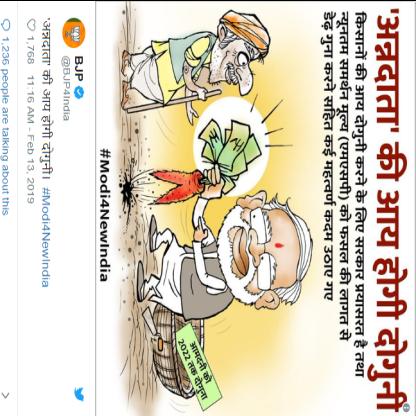 BJP
@BJP4India
'अन्नदाता' की आय होगी दोगुनी। #Modi4NewIndia
'अन्नदाता' की आय होगी दोगुनी
किसानों की आय दोगुनी करने के लिए सरकार प्रयासरत है तथा
न्यूनतम समर्थन मूल्य (एमएसपी) को फसल की लागत से
डेढ़ गुना करने सहित कई महत्वपूर्ण कदम उठाए गए
आमदनी को
2022 तक दोगुना
#Modi4NewIndia
1,768 11:16 AM - Feb 13, 2019
1,236 people are talking about this